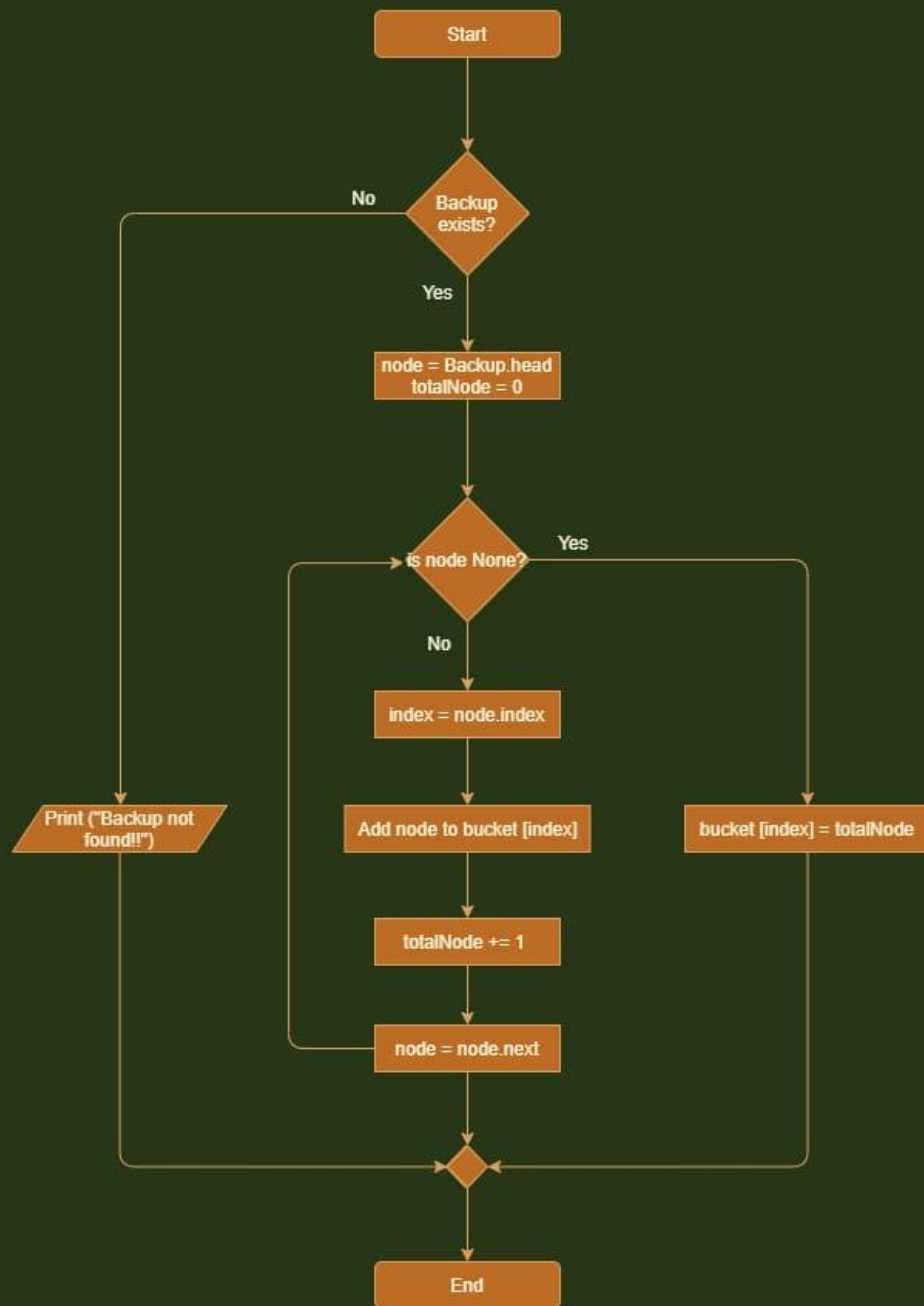 Start
No
Backup
exists?
Yes
node = Backup.head
totalNode = 0
is node None?
Yes
No
index = node.index
Print ("Backup not
found!!")
Add node to bucket [index]
bucket [index] = totalNode
totalNode += 1
node = node.next
End